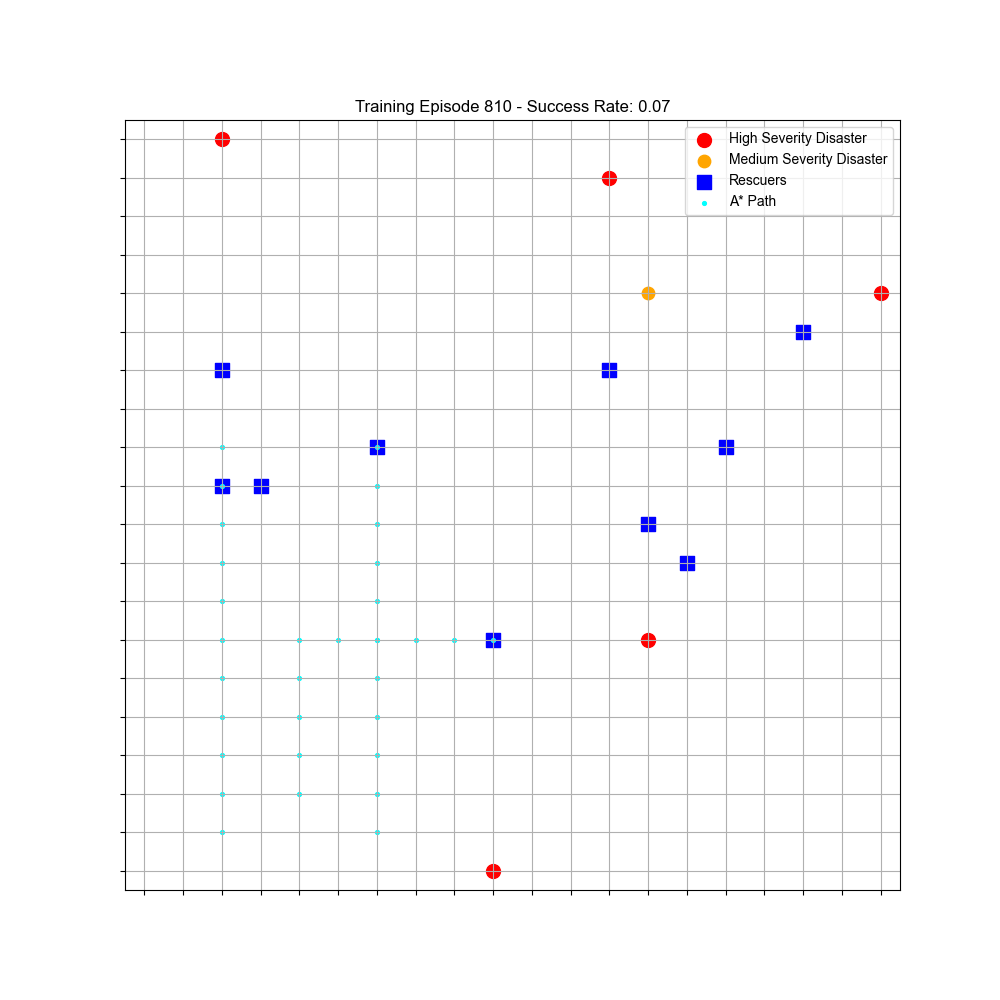 Training Episode 810 - Success Rate: 0.07
High Severity Disaster
Medium Severity Disaster
Rescuers
A* Path